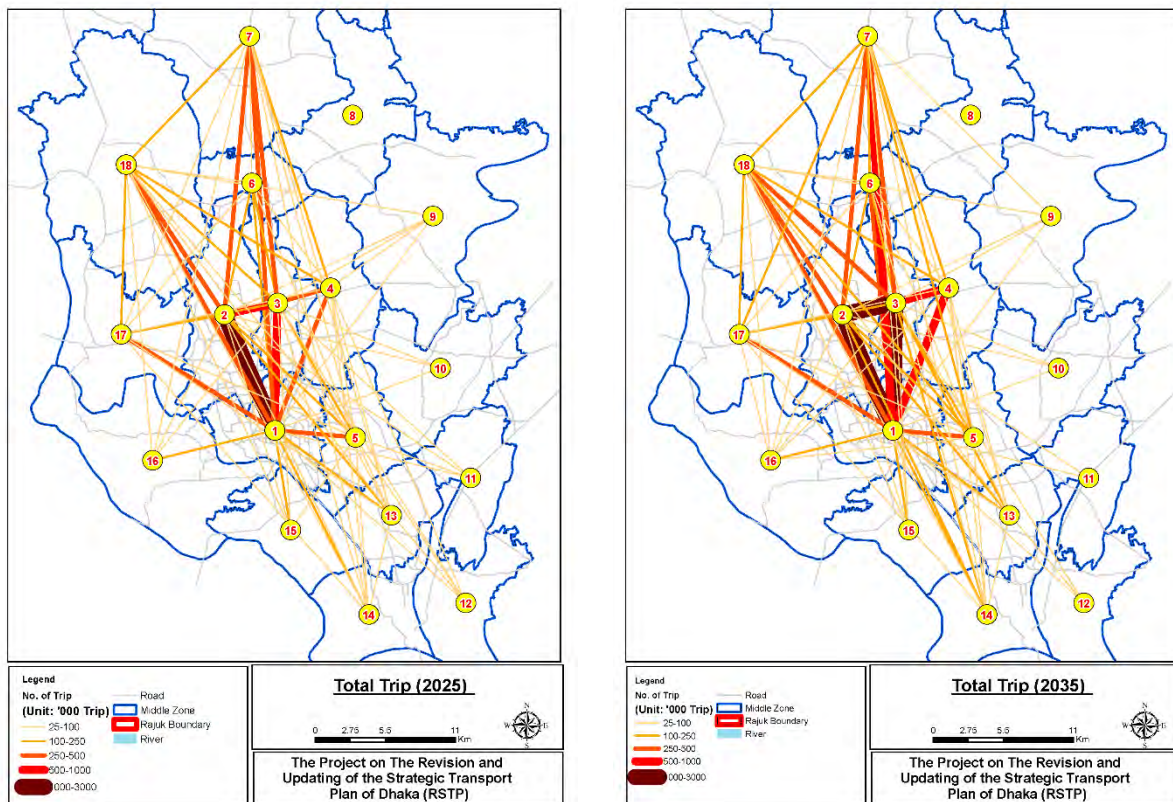 7
8
18
6
9
4
3
2
17
10
1
5
16
11
13
15
12
14
Legend
No. of Trip
(Unit: '000 Trip)
25-100
100-250
250-500
500-1000
000-3000
Road
Middle Zone
Rajuk Boundary
River
Total Trip (2025)
0 2.75 5.5 11
Km
N
W E
S
The Project on The Revision and
Updating of the Strategic Transport
Plan of Dhaka (RSTP)
7
8
18
6
9
4
3
2
17
10
1
5
16
11
13
15
12
14
Legend
No. of Trip
(Unit: '000 Trip)
25-100
100-250
250-500
500-1000
000-3000
Road
Middle Zone
Rajuk Boundary
River
Total Trip (2035)
0 2.75 5.5 11
Km
N
W E
S
The Project on The Revision and
Updating of the Strategic Transport
Plan of Dhaka (RSTP)